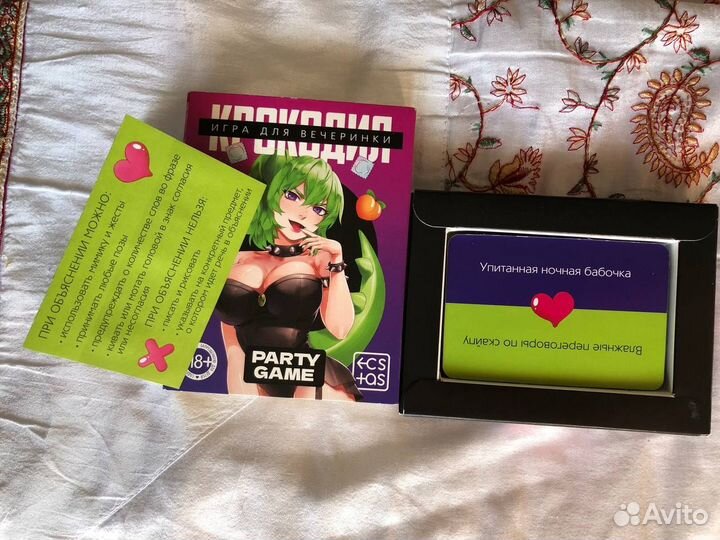 КРОКОДИЛ
ИГРА ДЛЯ ВЕЧЕРИНКИ
18+
PARTY
GAME
ECS
TAS
ПРИ ОБЪЯСНЕНИИ МОЖНО:
• использовать мимику и жесты
• принимать любые позы
• предупреждать о количестве слов во фразе
• кивать или мотать головой в знак согласия
или несогласия
ПРИ ОБЪЯСНЕНИИ НЕЛЬЗЯ:
• писать и рисовать
• указывать на конкретный предмет,
о котором идет речь в объяснении
Упитанная ночная бабочка
Влажные переговоры по скайпу
Avito